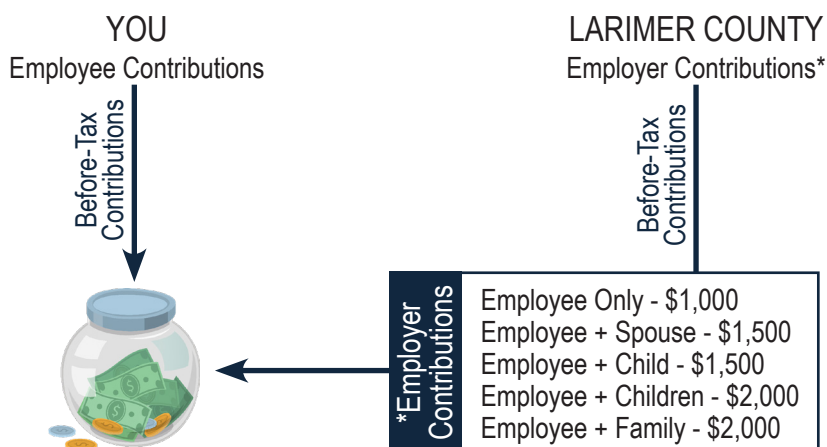 YOU
Employee Contributions
Before-Tax
Contributions
LARIMER COUNTY
Employer Contributions*
Before-Tax
Contributions
*Employer
Contributions
Employee Only - $1,000
Employee + Spouse - $1,500
Employee + Child - $1,500
Employee + Children - $2,000
Employee + Family - $2,000